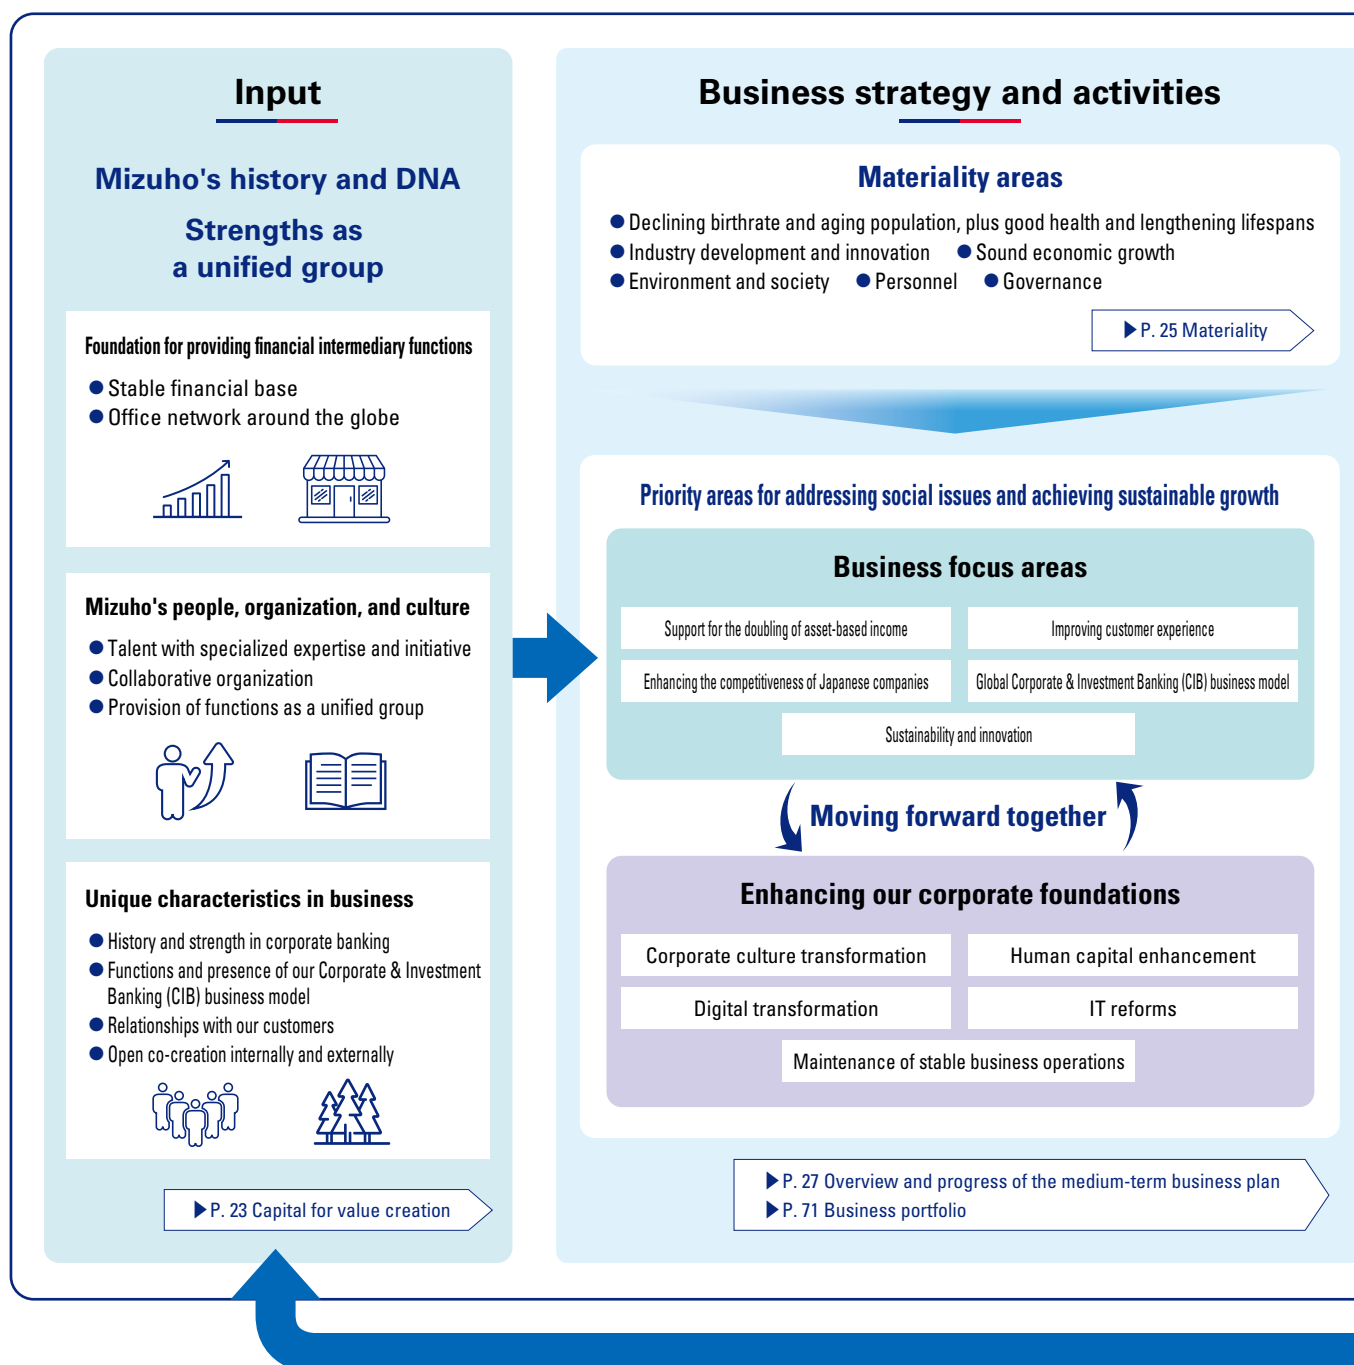 Input
Mizuho's history and DNA
Strengths as
a unified group
Foundation for providing financial intermediary functions
● Stable financial base
● Office network around the globe
Mizuho's people, organization, and culture
● Talent with specialized expertise and initiative
● Collaborative organization
● Provision of functions as a unified group
Unique characteristics in business
● History and strength in corporate banking
● Functions and presence of our Corporate & Investment
Banking (CIB) business model
● Relationships with our customers
● Open co-creation internally and externally
▶ P. 23 Capital for value creation
Business strategy and activities
Materiality areas
● Declining birthrate and aging population, plus good health and lengthening lifespans
● Industry development and innovation ● Sound economic growth
● Environment and society ● Personnel ● Governance
▶ P. 25 Materiality
Priority areas for addressing social issues and achieving sustainable growth
Business focus areas
Support for the doubling of asset-based income
Improving customer experience
Enhancing the competitiveness of Japanese companies
Global Corporate & Investment Banking (CIB) business model
Sustainability and innovation
Moving forward together
Enhancing our corporate foundations
Corporate culture transformation
Human capital enhancement
Digital transformation
IT reforms
Maintenance of stable business operations
▶ P. 27 Overview and progress of the medium-term business plan
▶ P. 71 Business portfolio